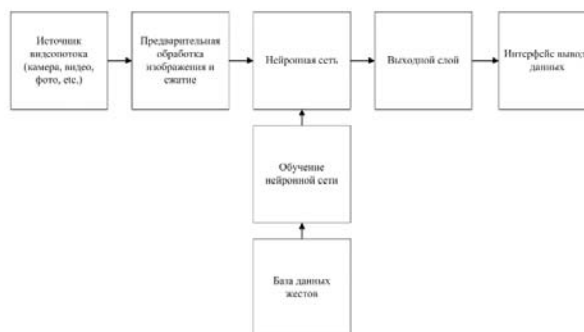 Источник
видеопотока
(камера, видео,
фото, etc.)
Предварительная
обработка
изображения и
сжатие
Нейронная сеть
Выходной слой
Интерфейс вывод
данных
Обучение
нейронной сети
База данных
жестов